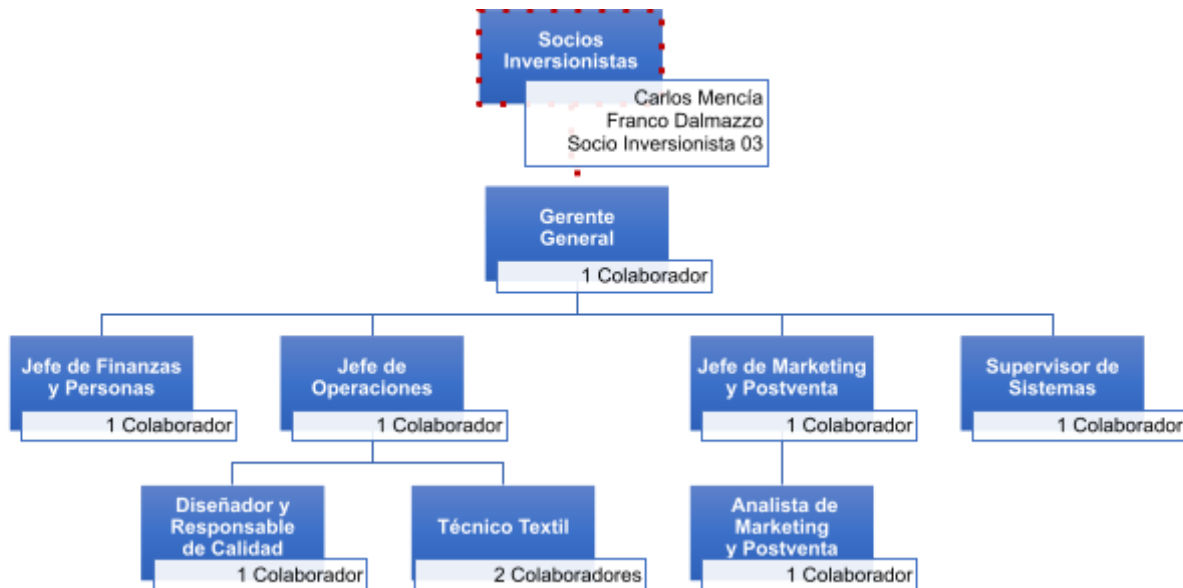 Socios
Inversionistas
Carlos Mencía
Franco Dalmazzo
Socio Inversionista 03
Gerente
General
1 Colaborador
Jefe de Finanzas
y Personas
1 Colaborador
Jefe de
Operaciones
1 Colaborador
Jefe de Marketing
y Postventa
1 Colaborador
Supervisor de
Sistemas
1 Colaborador
Diseñador y
Responsable
de Calidad
1 Colaborador
Técnico Textil
2 Colaboradores
Analista de
Marketing
y Postventa
1 Colaborador